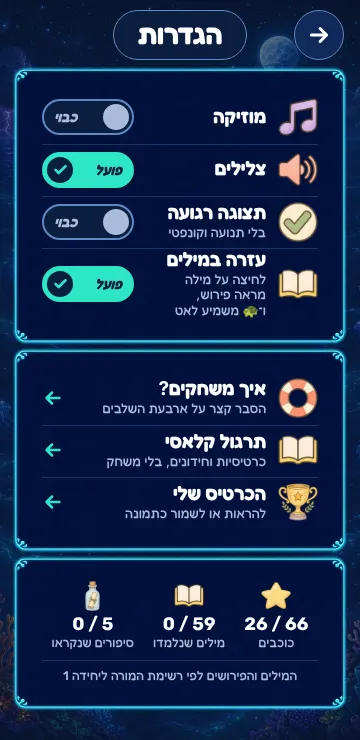 הגדרות
מוזיקה
כבוי
צלילים
פועל
תצוגה רגועה
בלי תנועה וקונפטי
כבוי
עזרה במילים
לחיצה על מילה
מראה פירוש,
ו־🐢 משמיע לאט
פועל
איך משחקים?
הסבר קצר על ארבעת השלבים
תרגול קלאסי
כרטיסיות וחידונים, בלי משחק
הכרטיס שלי
להראות או לשמור כתמונה
26 / 66
כוכבים
0 / 59
מילים שנלמדו
0 / 5
סיפורים שנקראו
המילים והפירושים לפי רשימת המורה ליחידה 1